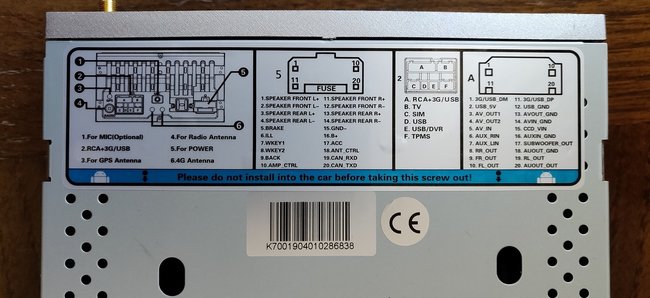 1
2
3
4
5
6
1.For MIC(Optional)
2.RCA+3G/USB
3.For GPS Antenna
4.For Radio Antenna
5.For POWER
6.4G Antenna
5
1
10
11
20
FUSE
1.SPEAKER FRONT L+
2.SPEAKER FRONT L-
3.SPEAKER REAR L+
4.SPEAKER REAR L-
5.BRAKE
6.ILL
7.WKEY1
8.WKEY2
9.BACK
10.AMP_CTRL
11.SPEAKER FRONT R+
12.SPEAKER FRONT R-
13.SPEAKER REAR R+
14.SPEAKER REAR R-
15.GND-
16.B+
17.ACC
18.ANT_CTRL
19.CAN_RXD
20.CAN_TXD
2
A
B
C
D
E
F
A. RCA+3G/USB
B. TV
C. SIM
D. USB
E. USB/DVR
F. TPMS
A
1
10
11
20
1. 3G/USB_DM
2. USB_5V
3. AV_OUT1
4. AV_OUT2
5. AV_IN
6. AUX_RIN
7. AUX_LIN
8. RR_OUT
9. FR_OUT
10. FL_OUT
11. 3G/USB_DP
12. USB_GND
13. AVOUT_GND
14. AVIN_GND
15. CCD_VIN
16. AUXIN_GND
17. SUBWOOFER_OUT
18. AUOUT_GND
19. RL_OUT
20. AUOUT_GND
Please do not install into the car before taking this screw out!
K7001904010286838
CE